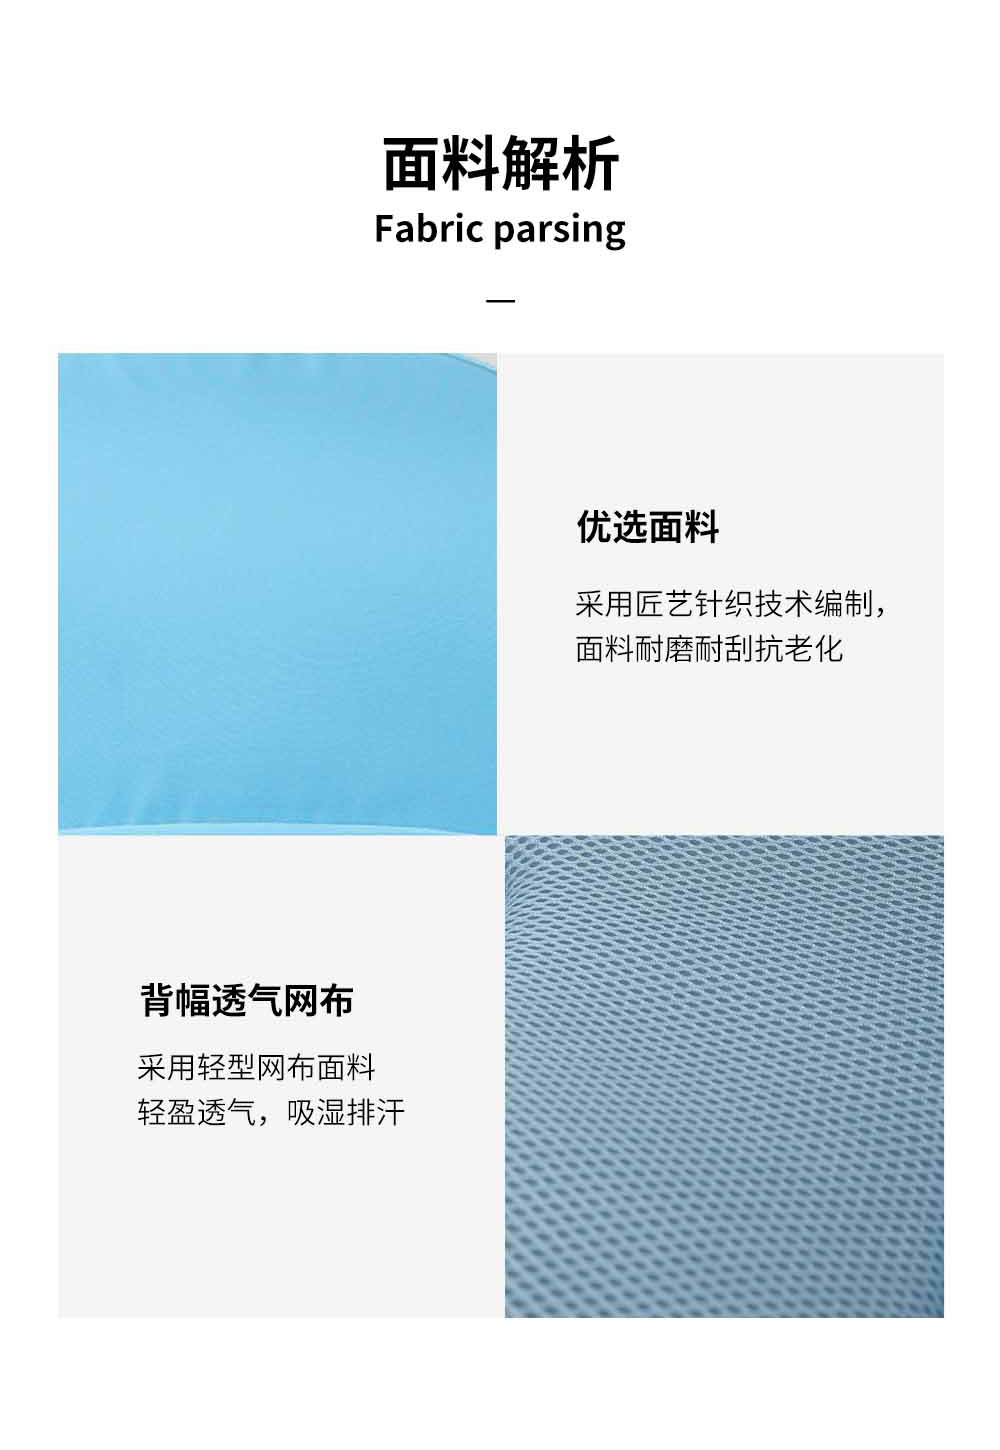 面料解析
Fabric parsing
优选面料
采用匠艺针织技术编制，
面料耐磨耐刮抗老化
背幅透气网布
采用轻型网布面料
轻盈透气，吸湿排汗